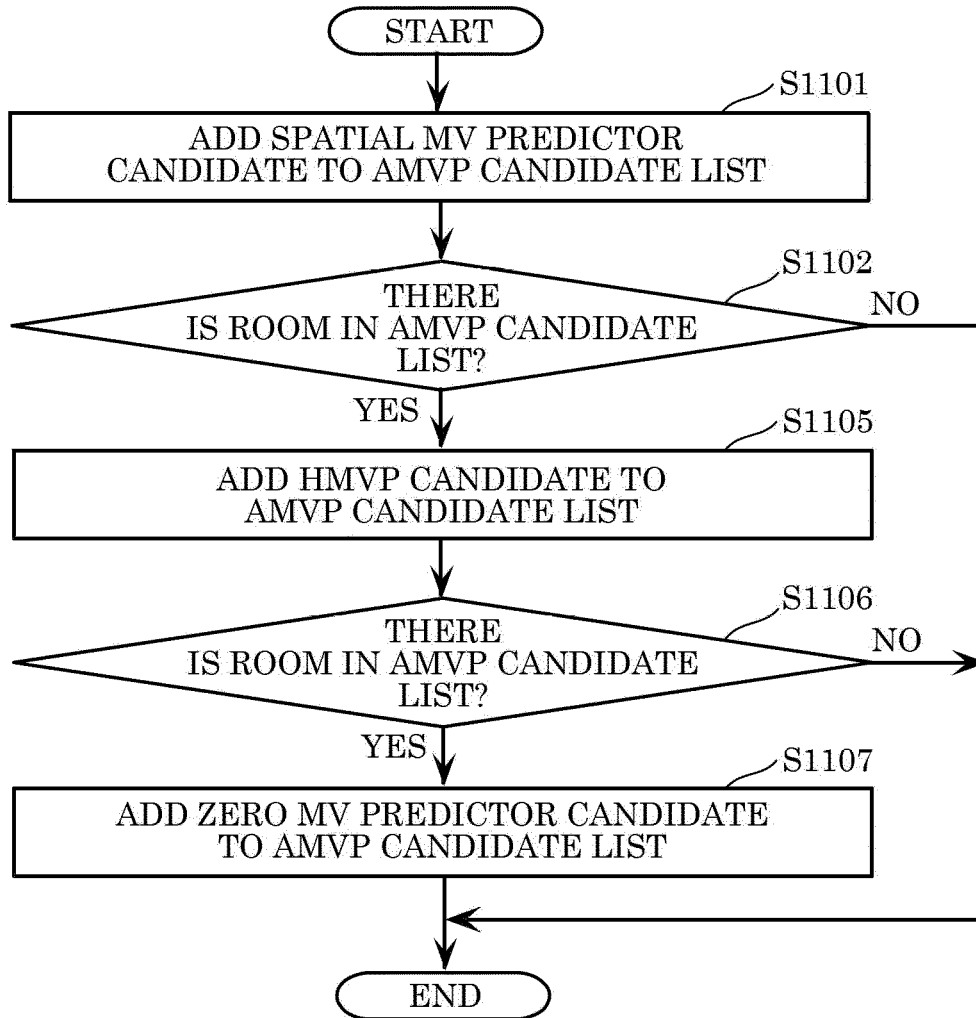 START
S1101
ADD SPATIAL MV PREDICTOR
CANDIDATE TO AMVP CANDIDATE LIST
S1102
THERE
IS ROOM IN AMVP CANDIDATE
LIST?
NO
YES
S1105
ADD HMVP CANDIDATE TO
AMVP CANDIDATE LIST
S1106
THERE
IS ROOM IN AMVP CANDIDATE
LIST?
NO
YES
S1107
ADD ZERO MV PREDICTOR CANDIDATE
TO AMVP CANDIDATE LIST
END